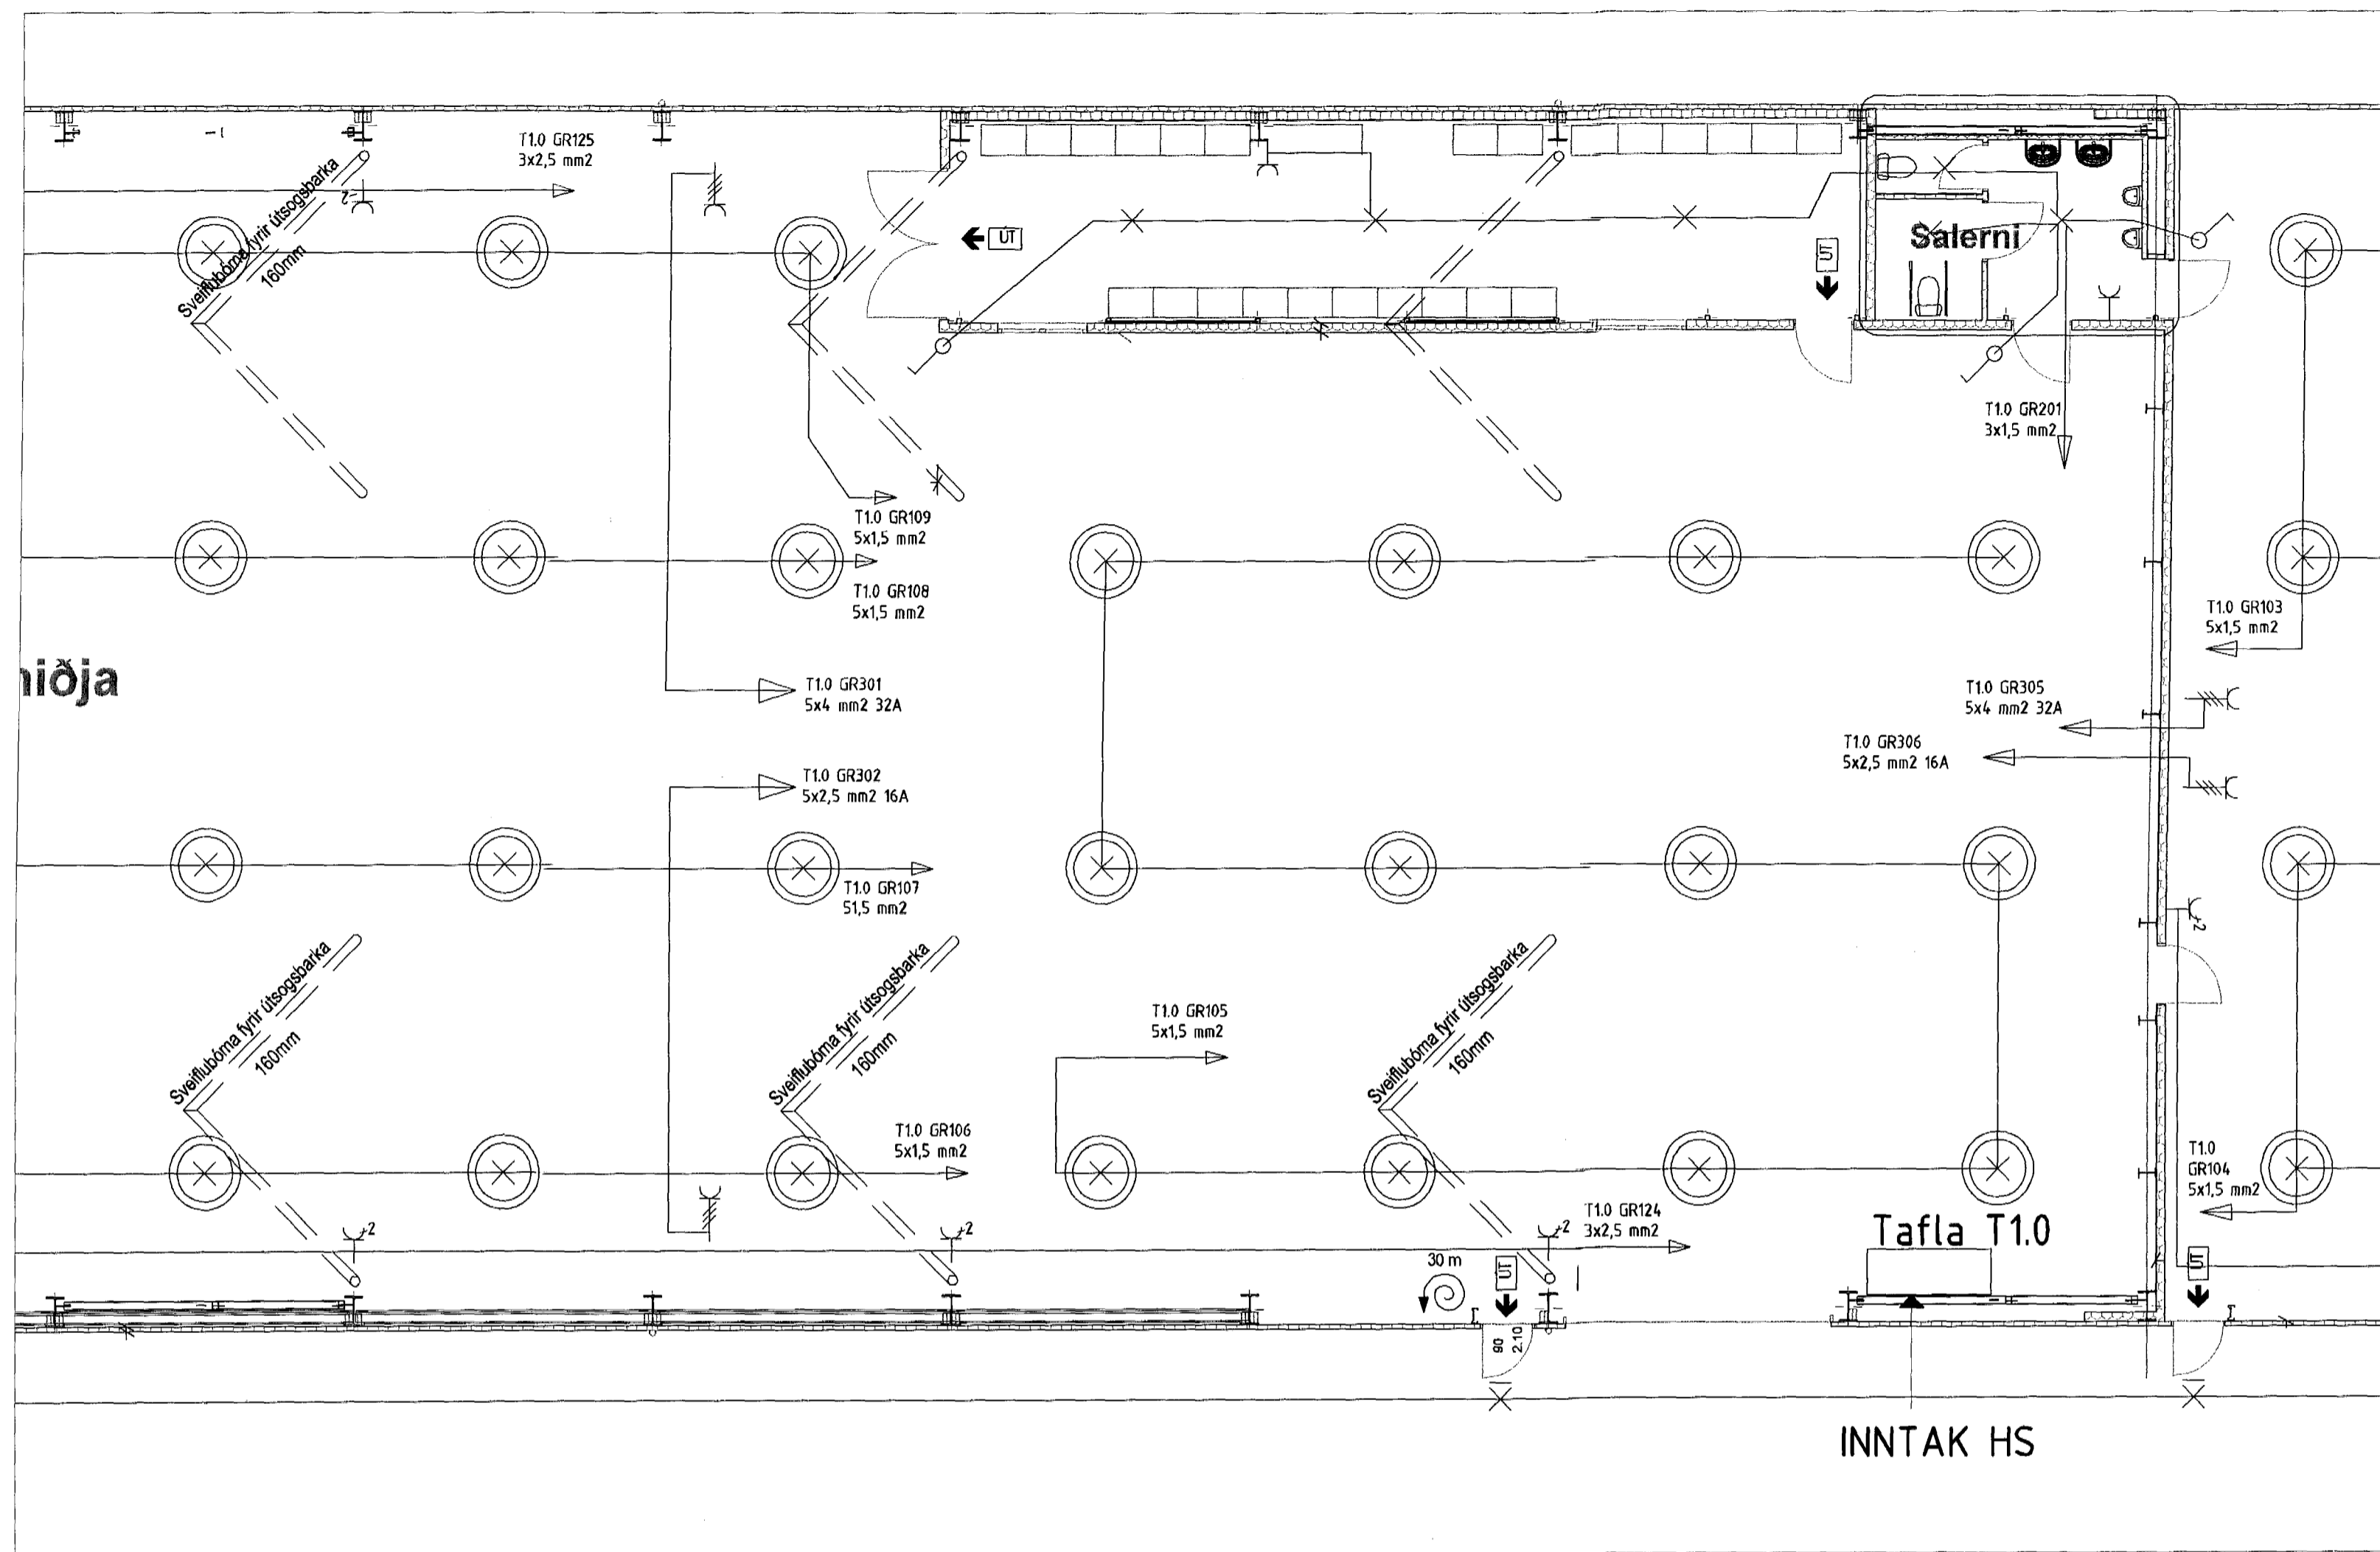 T1.0 GR125
3x2,5 mm2
Sveiflubóma fyrir útsogsbarka
160mm
+2
ÚT
ÚT
Salerni
T1.0 GR201
3x1,5 mm2
T1.0 GR109
5x1,5 mm2
T1.0 GR108
5x1,5 mm2
T1.0 GR103
5x1,5 mm2
iðja
T1.0 GR301
5x4 mm2 32A
T1.0 GR305
5x4 mm2 32A
T1.0 GR306
5x2,5 mm2 16A
T1.0 GR302
5x2,5 mm2 16A
T1.0 GR107
51,5 mm2
+2
Sveiflubóma fyrir útsogsbarka
160mm
Sveiflubóma fyrir útsogsbarka
160mm
Sveiflubóma fyrir útsogsbarka
160mm
T1.0 GR105
5x1,5 mm2
T1.0 GR106
5x1,5 mm2
T1.0
GR104
5x1,5 mm2
T1.0 GR124
3x2,5 mm2
Tafla T1.0
+2
+2
+2
30 m
ÚT
ÚT
90
2.10
INNTAK HS